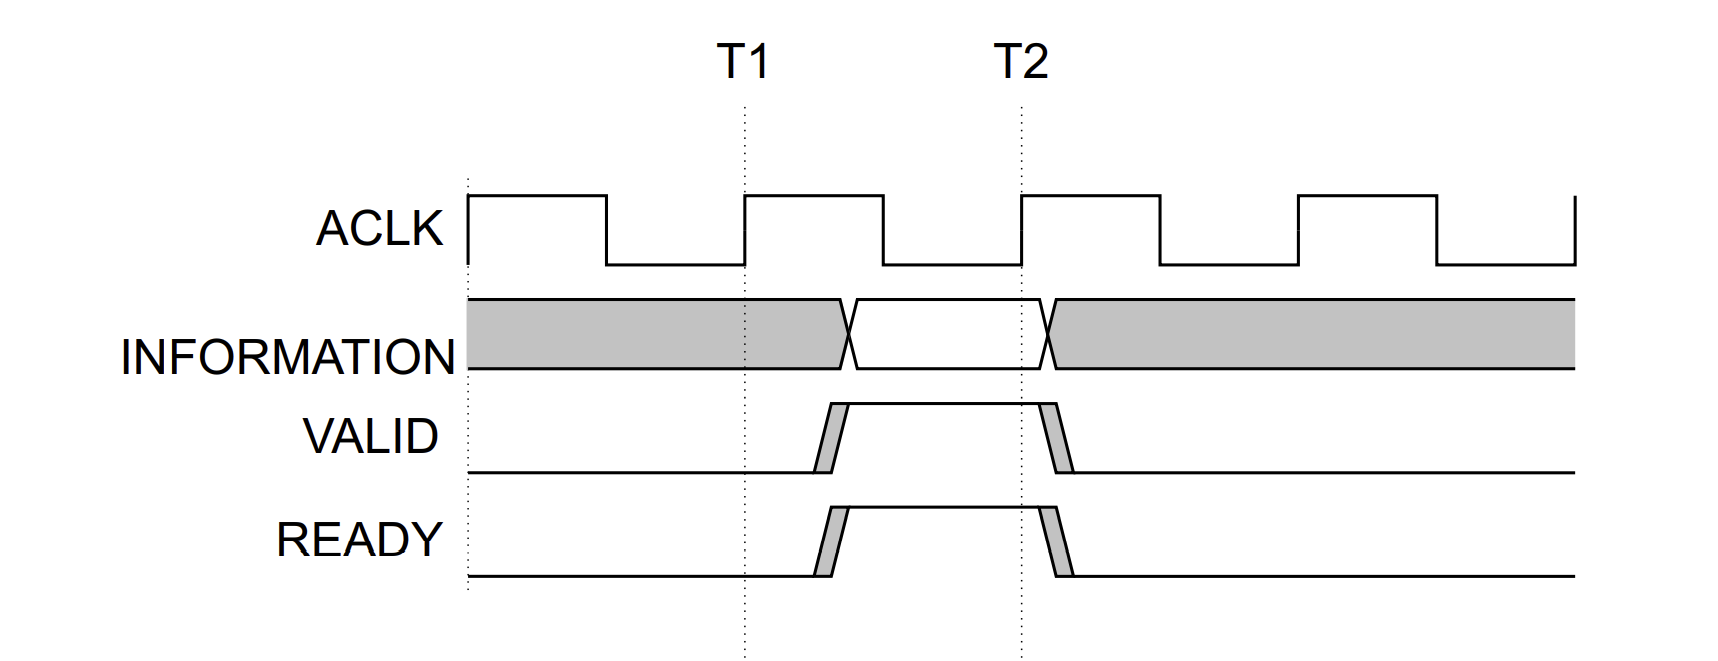 T1 T2
ACLK
INFORMATION
VALID
READY